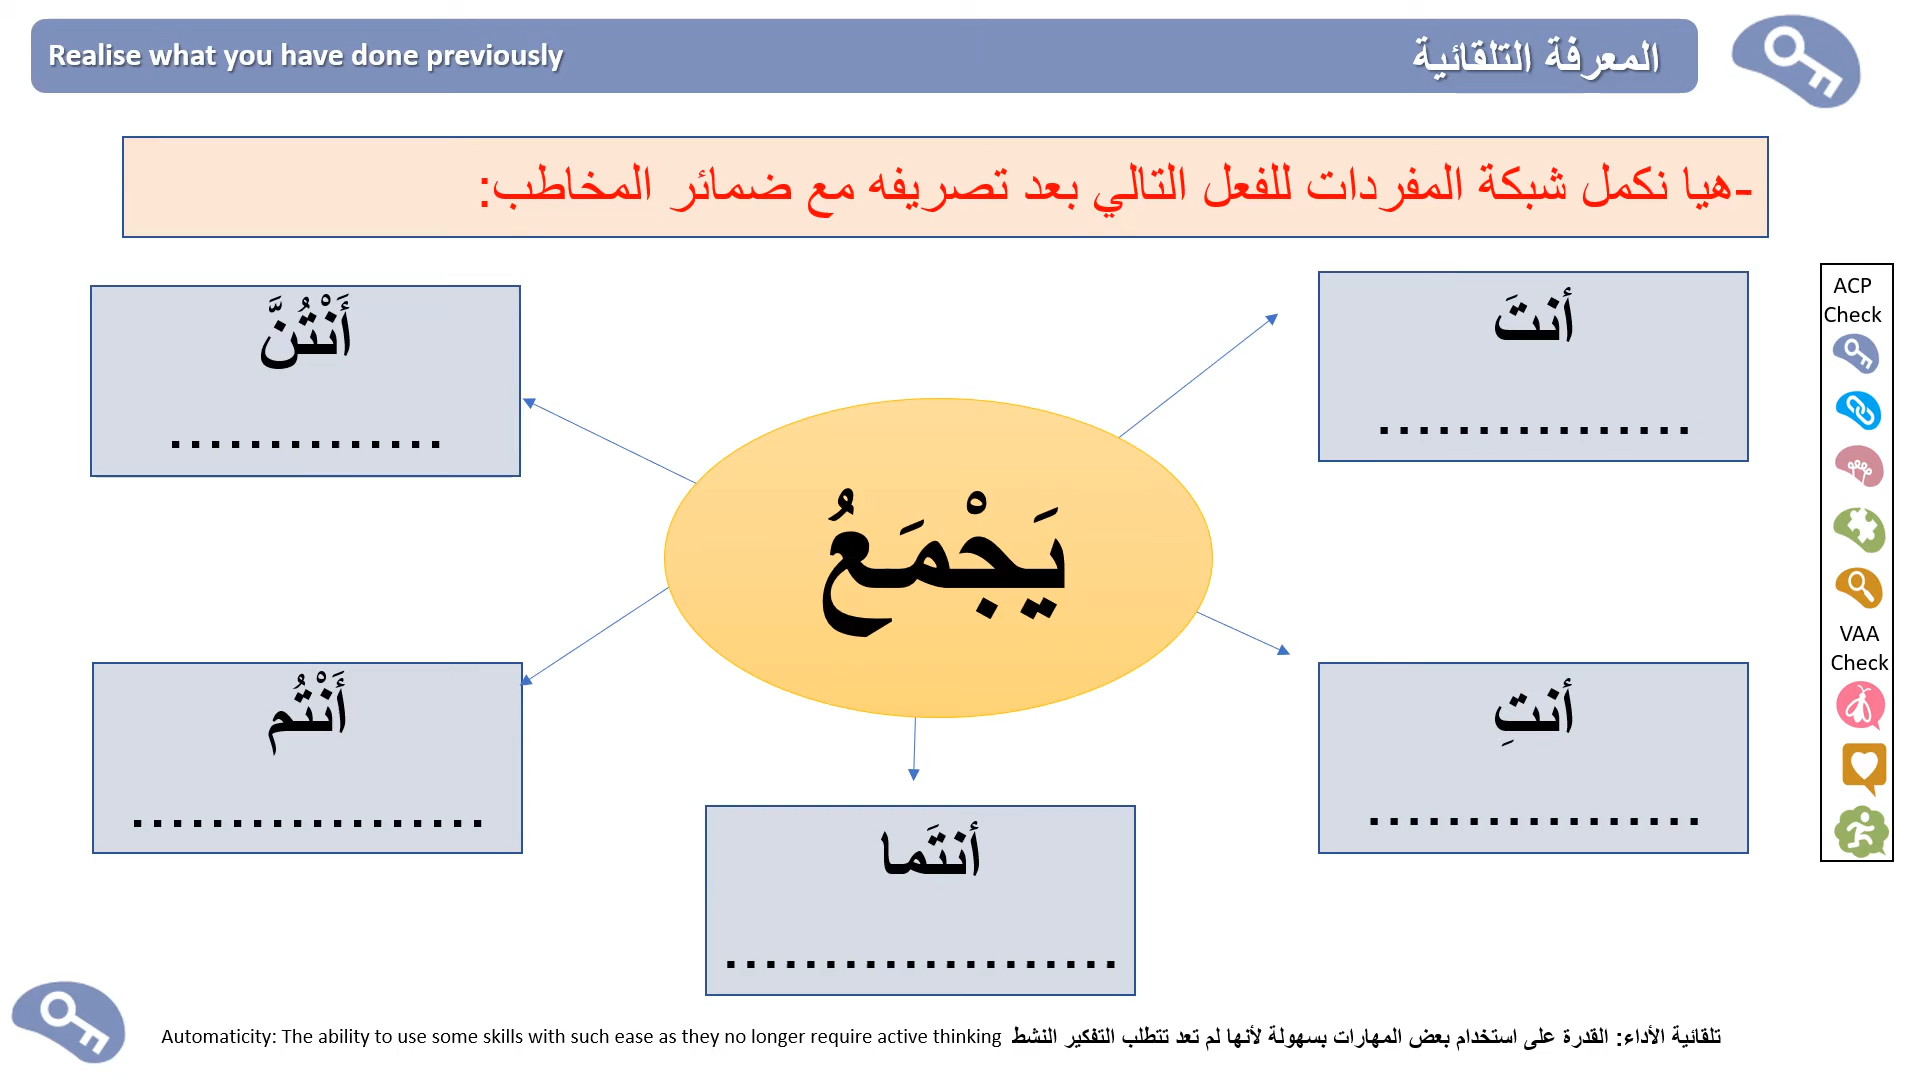 Realise what you have done previously
المعرفة التلقائية
-هيا نكمل شبكة المفردات للفعل التالي بعد تصريفه مع ضمائر المخاطب:
أنتَ
................
أَنْتُنَّ
..............
يَجْمَعُ
أنتِ
.................
أَنْتُم
..................
أنتَما
....................
ACP
Check
VAA
Check
تلقائية الأداء: القدرة على استخدام بعض المهارات بسهولة لأنها لم تعد تتطلب التفكير النشط Automaticity: The ability to use some skills with such ease as they no longer require active thinking